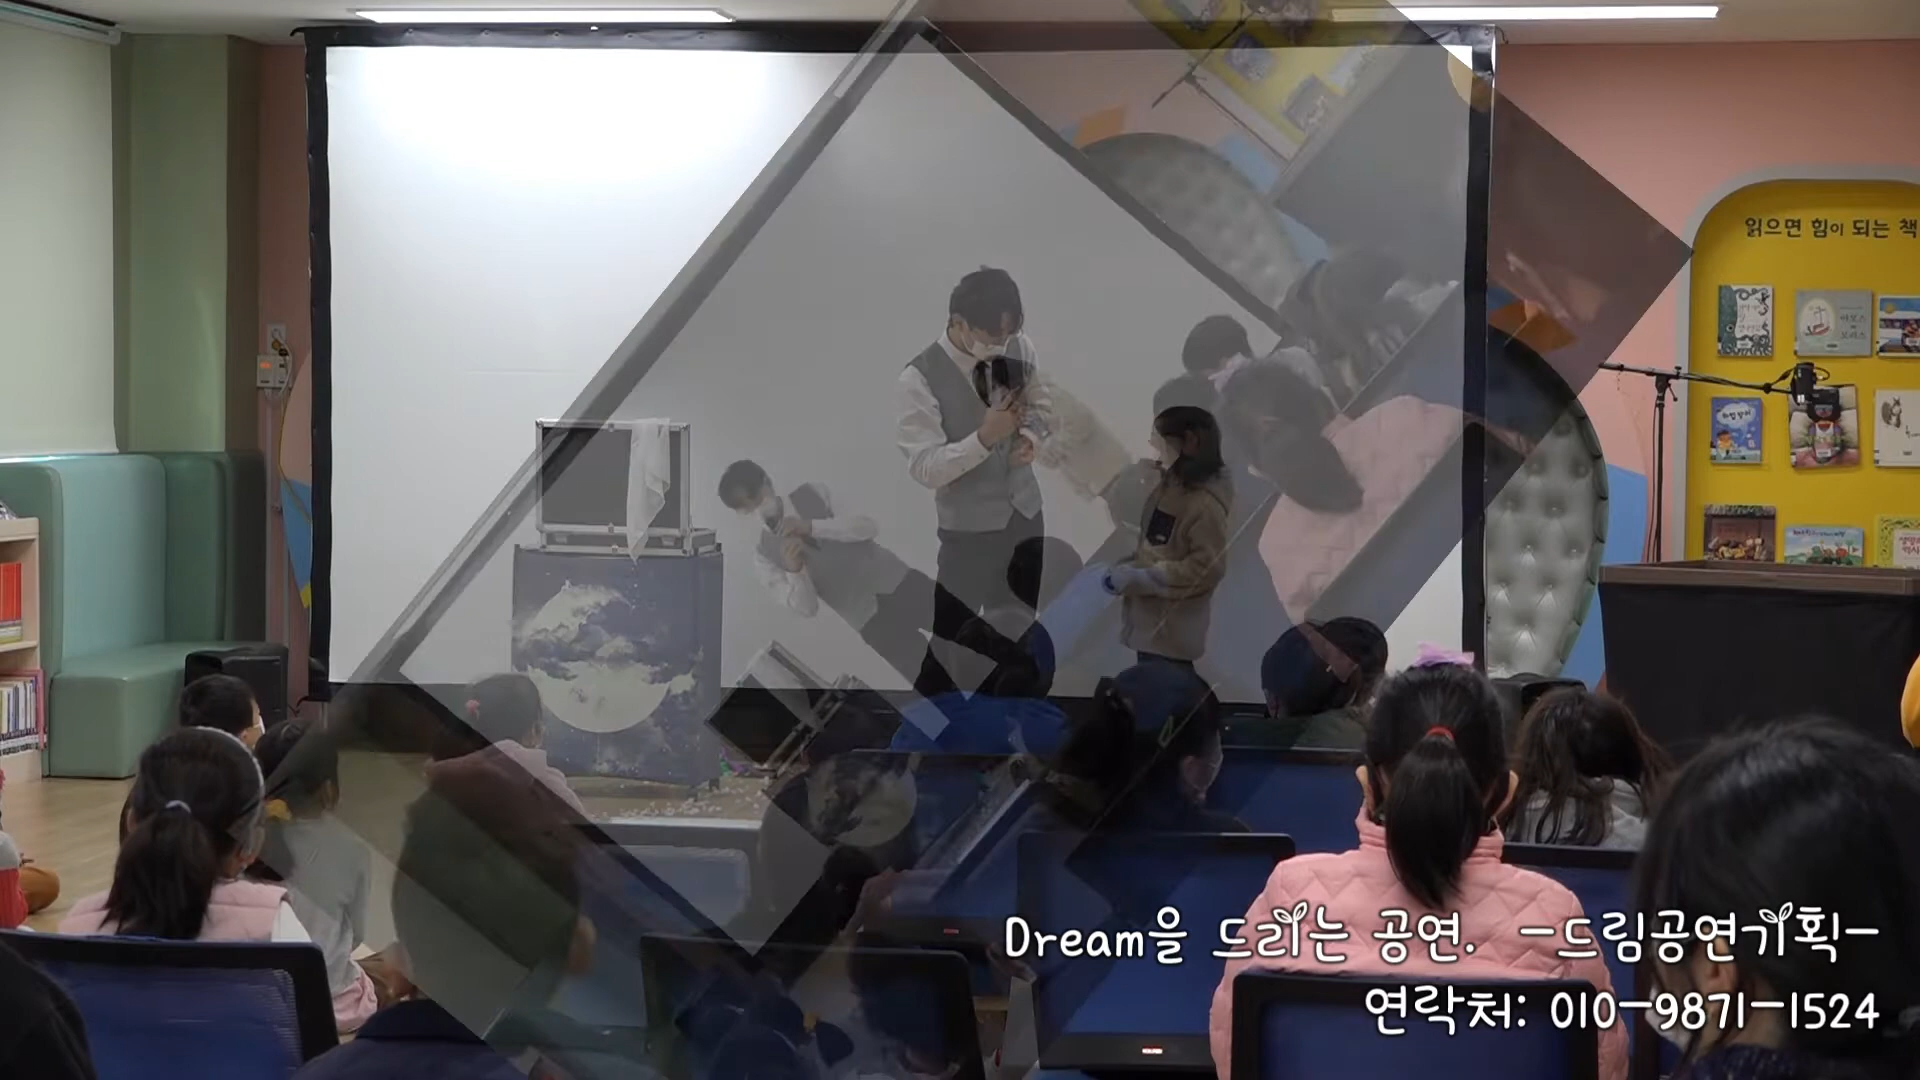 읽으면 힘이 되는 책
Dream을 드리는 공연. -드림공연기획-
연락처: 010-9871-1524